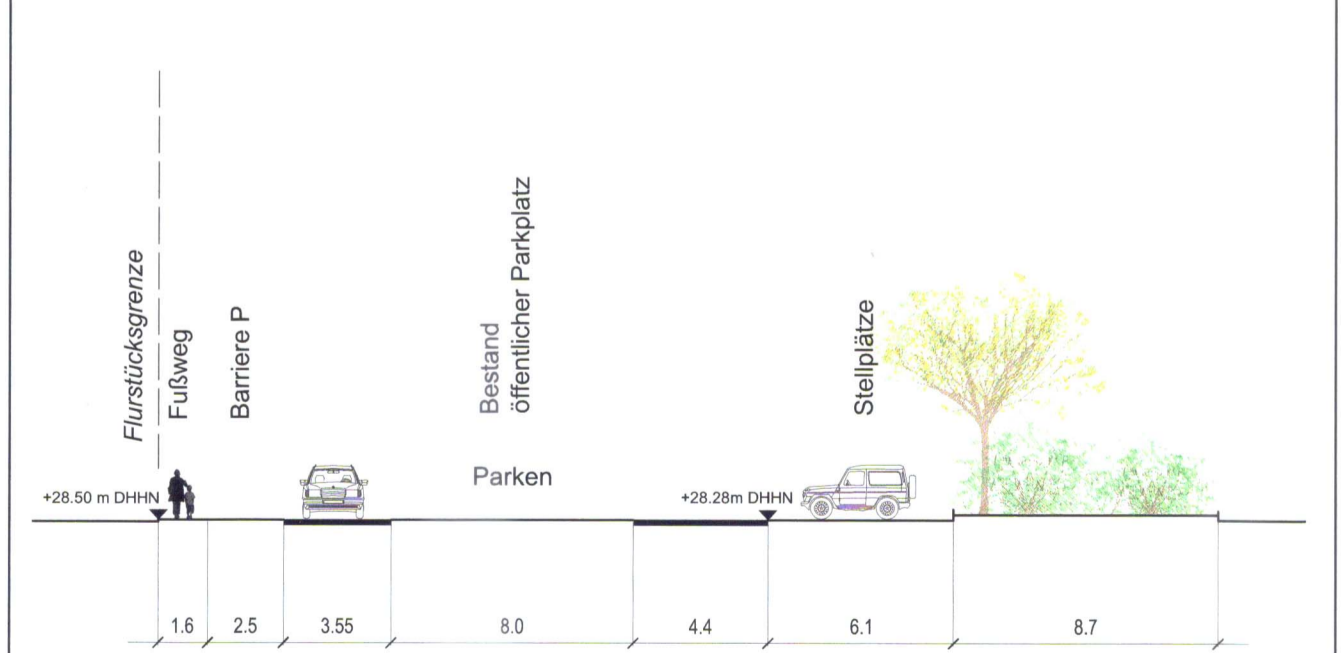 Flurstücksgrenze
Fußweg
Barriere P
Bestand
öffentlicher Parkplatz
Stellplätze
Parken
+28.50 m DHHN
+28.28m DHHN
1.6
2.5
3.55
8.0
4.4
6.1
8.7